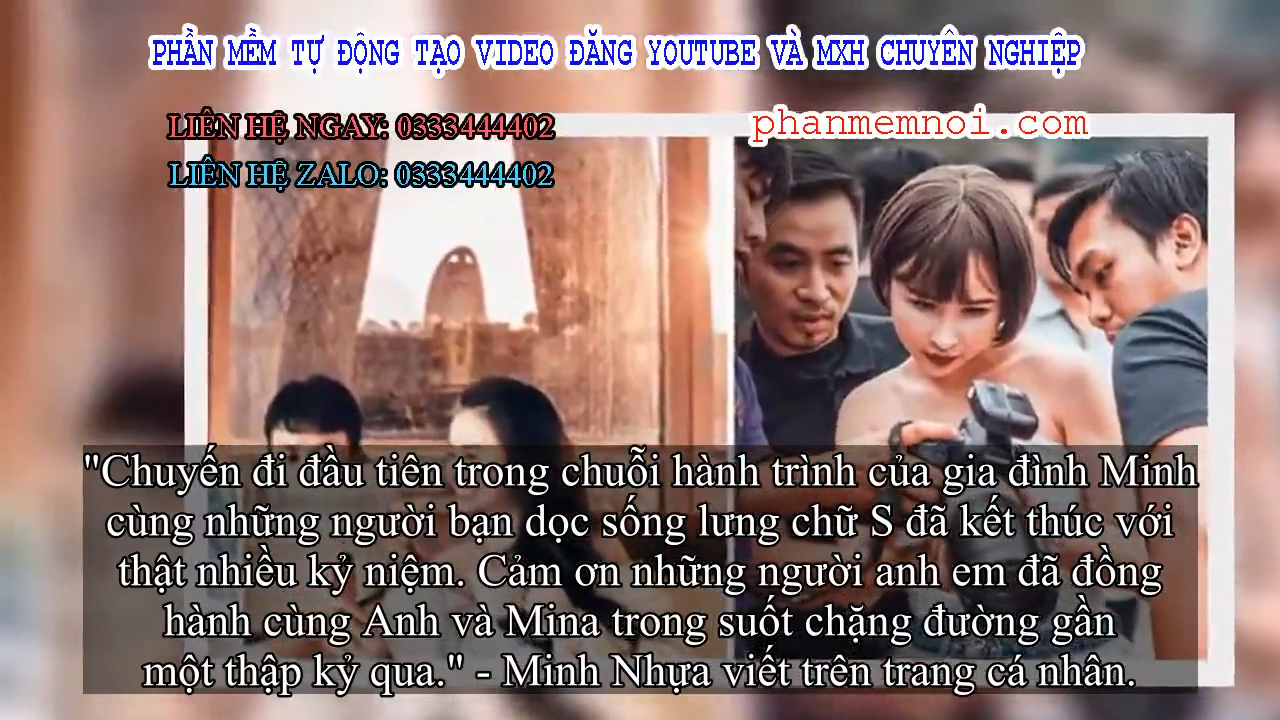 PHẦN MỀM TỰ ĐỘNG TẠO VIDEO ĐĂNG YOUTUBE VÀ MXH CHUYÊN NGHIỆP
LIÊN HỆ NGAY: 0333444402
phanmemnoi.com
LIÊN HỆ ZALO: 0333444402
"Chuyến đi đầu tiên trong chuỗi hành trình của gia đình Minh
cùng những người bạn dọc sống lưng chữ S đã kết thúc với
thật nhiều kỷ niệm. Cảm ơn những người anh em đã đồng
hành cùng Anh và Mina trong suốt chặng đường gần
một thập kỷ qua." - Minh Nhựa viết trên trang cá nhân.